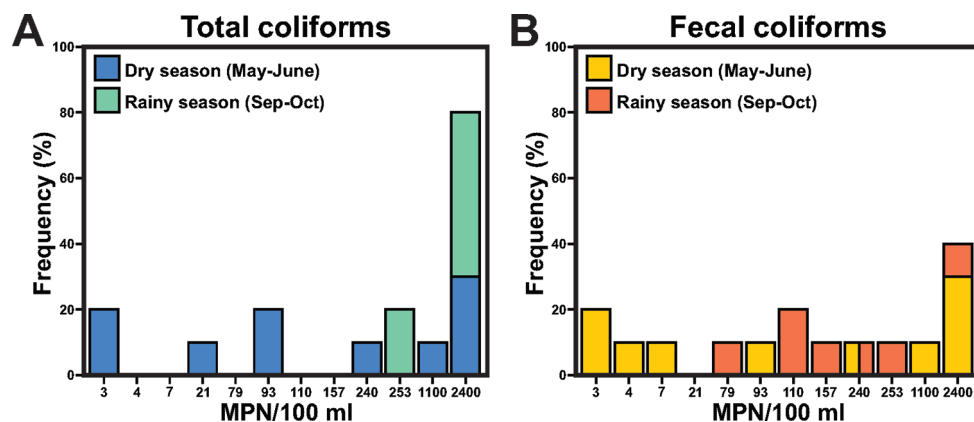 A
Total coliforms
Dry season (May-June)
Rainy season (Sep-Oct)
Frequency (%)
100
80
60
40
20
0
3 4 7 21 79 93 110 157 240 253 1100 2400
MPN/100 ml
B
Fecal coliforms
Dry season (May-June)
Rainy season (Sep-Oct)
Frequency (%)
100
80
60
40
20
0
3 4 7 21 79 93 110 157 240 253 1100 2400
MPN/100 ml